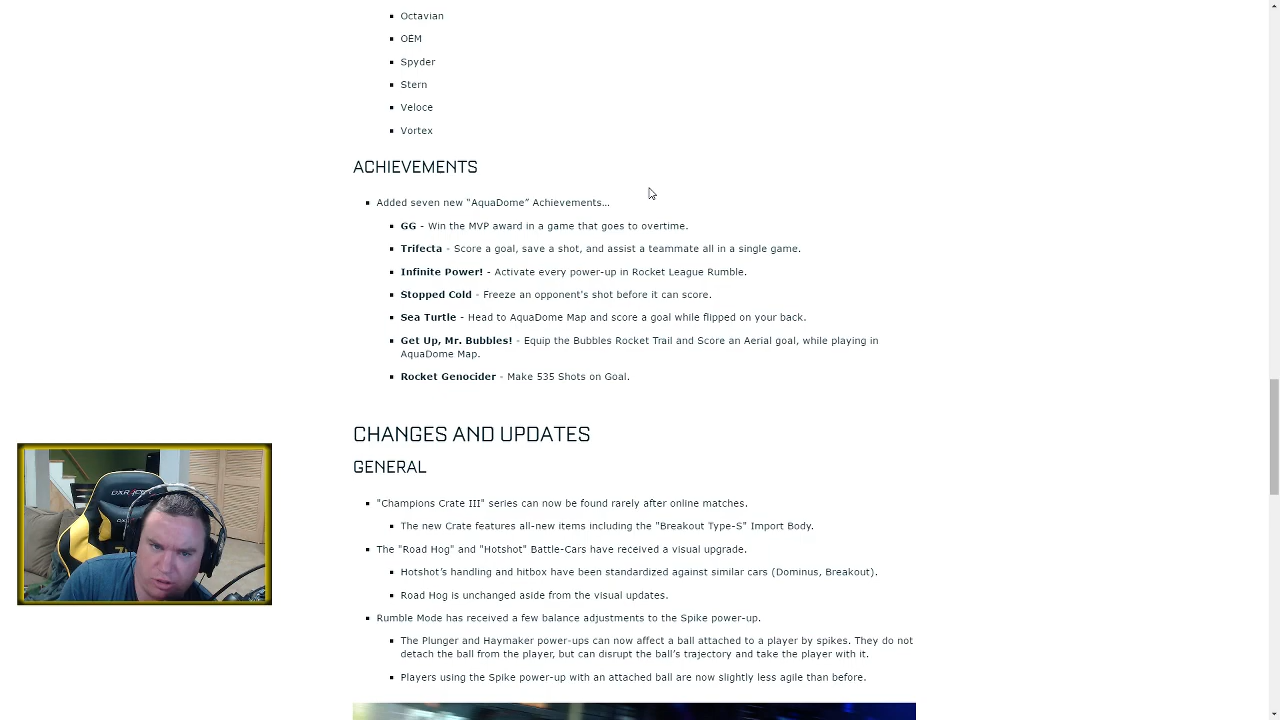 Octavian
OEM
Spyder
Stern
Veloce
Vortex
ACHIEVEMENTS
Added seven new "AquaDome” Achievements...
GG - Win the MVP award in a game that goes to overtime.
Trifecta - Score a goal, save a shot, and assist a teammate all in a single game.
Infinite Power! - Activate every power-up in Rocket League Rumble.
Stopped Cold - Freeze an opponent's shot before it can score.
Sea Turtle - Head to AquaDome Map and score a goal while flipped on your back.
Get Up, Mr. Bubbles! - Equip the Bubbles Rocket Trail and Score an Aerial goal, while playing in
AquaDome Map.
Rocket Genocider - Make 535 Shots on Goal.
CHANGES AND UPDATES
GENERAL
"Champions Crate III" series can now be found rarely after online matches.
The new Crate features all-new items including the "Breakout Type-S" Import Body.
The "Road Hog" and "Hotshot" Battle-Cars have received a visual upgrade.
Hotshot’s handling and hitbox have been standardized against similar cars (Dominus, Breakout).
Road Hog is unchanged aside from the visual updates.
Rumble Mode has received a few balance adjustments to the Spike power-up.
The Plunger and Haymaker power-ups can now affect a ball attached to a player by spikes. They do not
detach the ball from the player, but can disrupt the ball’s trajectory and take the player with it.
Players using the Spike power-up with an attached ball are now slightly less agile than before.